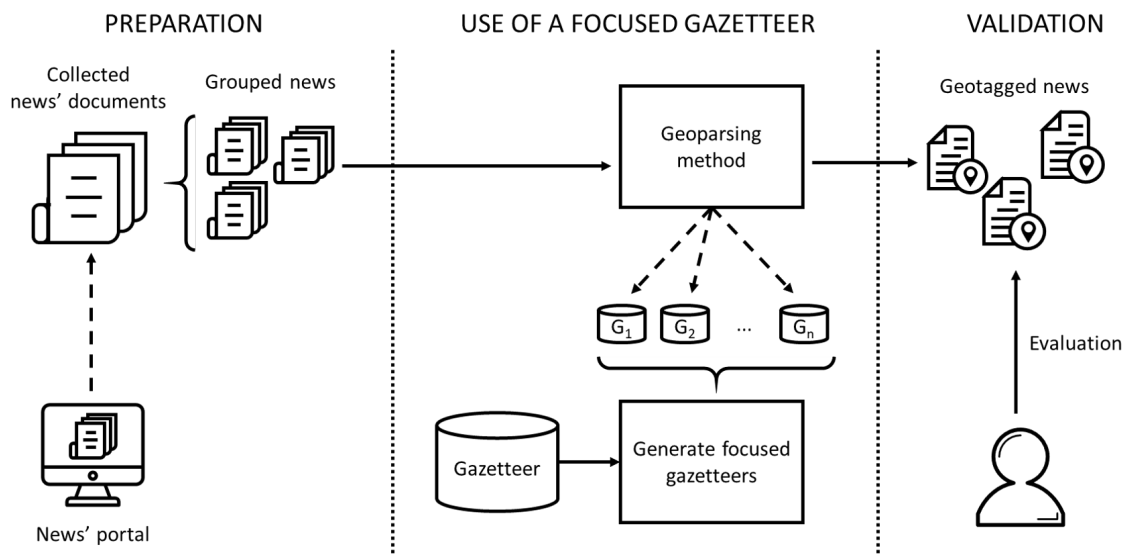 PREPARATION
USE OF A FOCUSED GAZETTEER
VALIDATION
Collected
news' documents
Grouped news
News' portal
Geoparsing
method
G1
G2
...
Gn
Gazetteer
Generate focused
gazetteers
Geotagged news
Evaluation